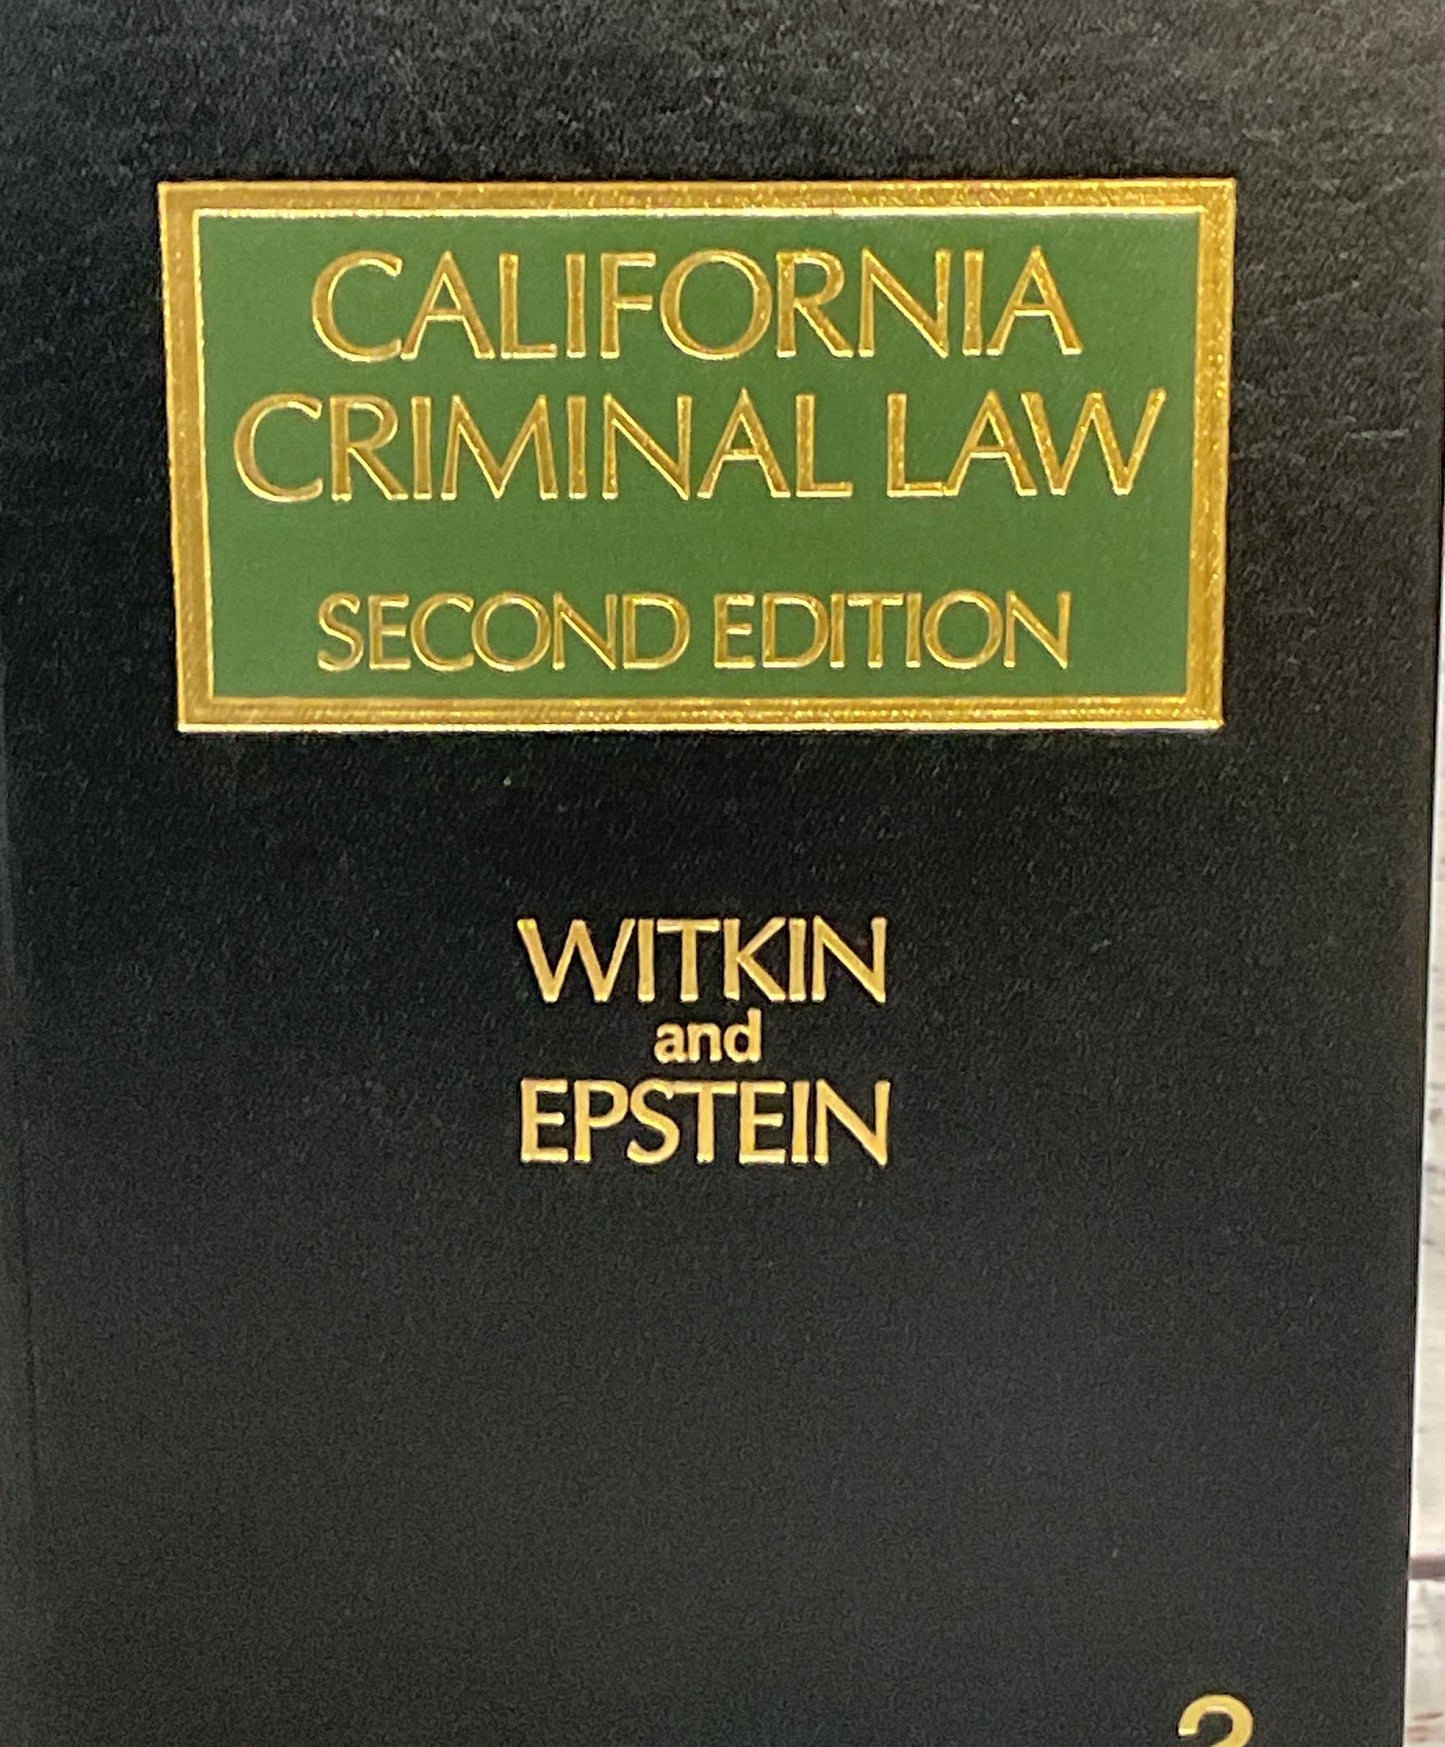 CALIFORNIA
CRIMINAL LAW
SECOND EDITION
WITKIN
and
EPSTEIN